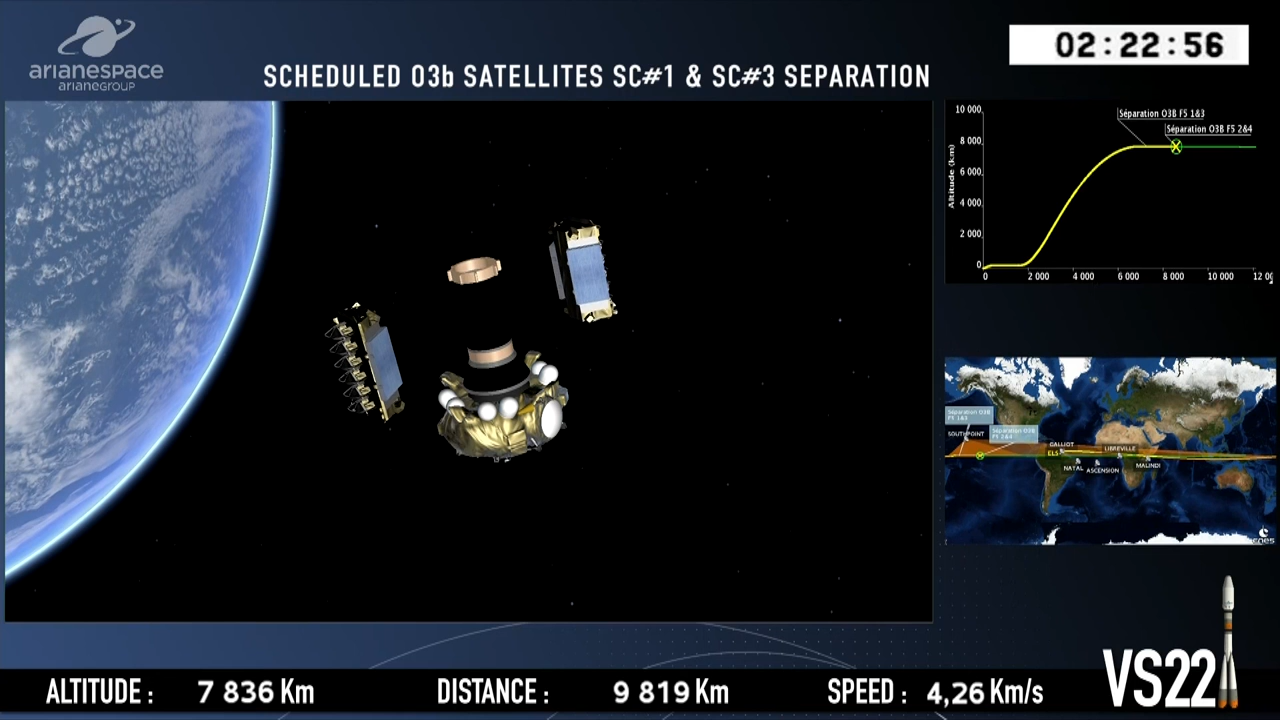 arianespace
arianeGROUP
SCHEDULED O3b SATELLITES SC#1 & SC#3 SEPARATION
02:22:56
10 000
8 000
6 000
4 000
2 000
0
Altitude (km)
Séparation O3B F5 1&3
Séparation O3B F5 2&4
0 2 000 4 000 6 000 8 000 10 000
Séparation O3B
F5 1&3
Séparation O3B
F5 2&4
SOUTHPOINT
GALLIOT
ELS
LIBREVILLE
NATAL
ASCENSION
MALINDI
cnes
ALTITUDE : 7 836 Km DISTANCE : 9 819 Km SPEED : 4,26 Km/s
VS22